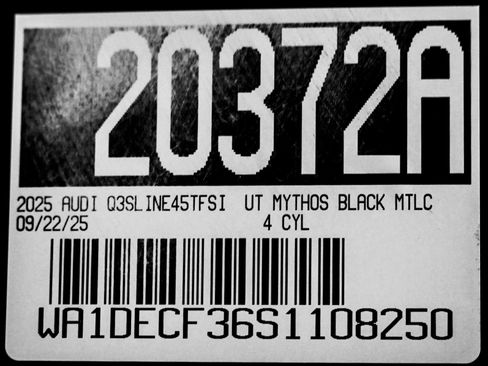 20372A
2025 AUDI Q3SLINE45TFSI UT MYTHOS BLACK MTLC
09/22/25 4 CYL
WA1DECF36S1108250